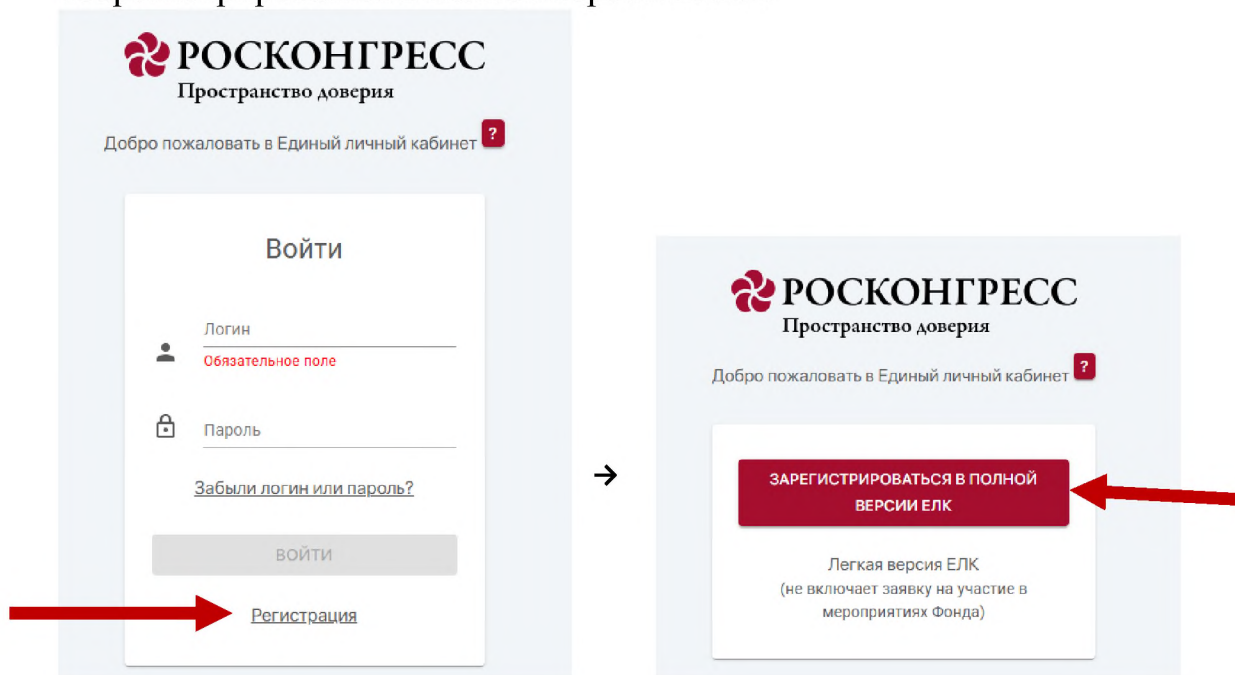 РОСКОНГРЕСС
Пространство доверия
Добро пожаловать в Единый личный кабинет ?
Войти
Логин
Обязательное поле
Пароль
Забыли логин или пароль?
ВОЙТИ
Регистрация
РОСКОНГРЕСС
Пространство доверия
Добро пожаловать в Единый личный кабинет ?
ЗАРЕГИСТРИРОВАТЬСЯ В ПОЛНОЙ
ВЕРСИИ ЕЛК
Легкая версия ЕЛК
(не включает заявку на участие в
мероприятиях Фонда)